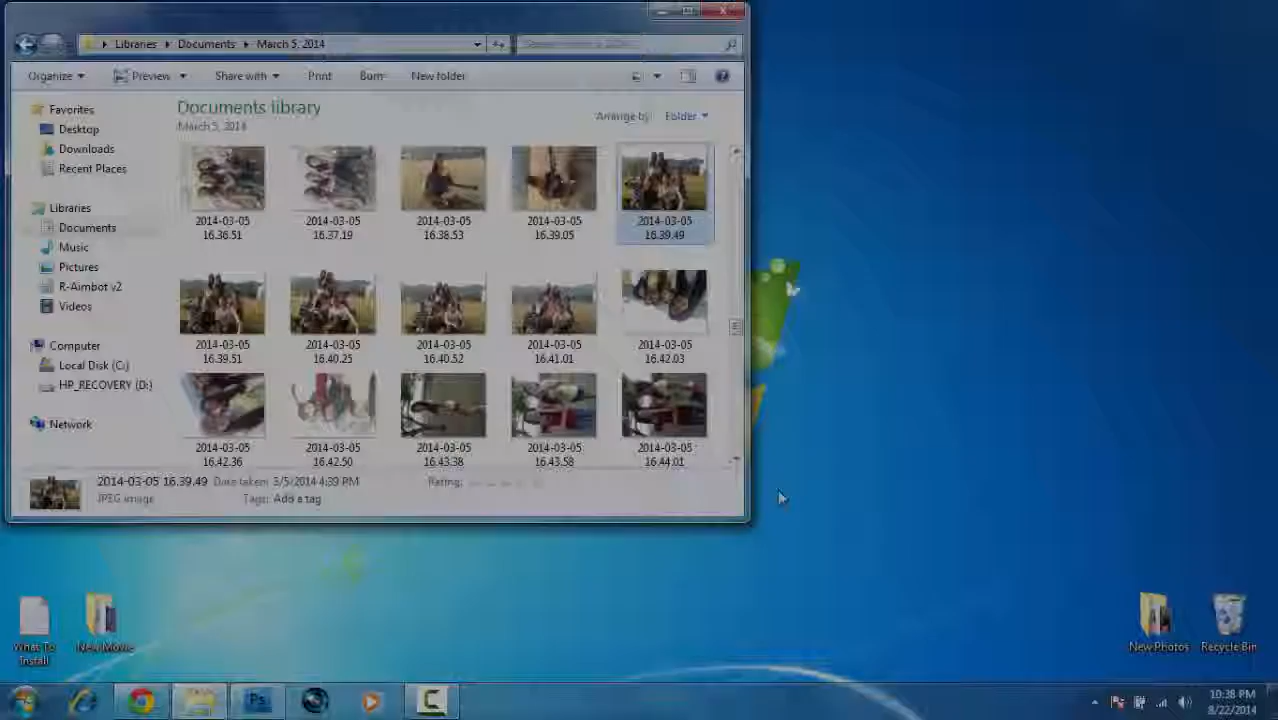 Libraries Documents March 5, 2014
Organize Preview Share with Print Burn New folder
Favorites
Desktop
Downloads
Recent Places
Libraries
Documents
Music
Pictures
R-Aimbot v2
Videos
Computer
Local Disk (C:)
HP_RECOVERY (D:)
Network
Documents library
March 5, 2014
Arrange by: Folder
2014-03-05 16.36.51
2014-03-05 16.37.19
2014-03-05 16.38.53
2014-03-05 16.39.05
2014-03-05 16.39.49
2014-03-05 16.39.51
2014-03-05 16.40.25
2014-03-05 16.40.52
2014-03-05 16.41.01
2014-03-05 16.42.03
2014-03-05 16.42.36
2014-03-05 16.42.50
2014-03-05 16.43.38
2014-03-05 16.43.58
2014-03-05 16.44.01
2014-03-05 16.39.49 Date taken: 3/5/2014 4:39 PM Rating:
JPEG image Tags: Add a tag
What To
Install
New Movie
New Photos
Recycle Bin
Ps
10:38 PM
8/22/2014